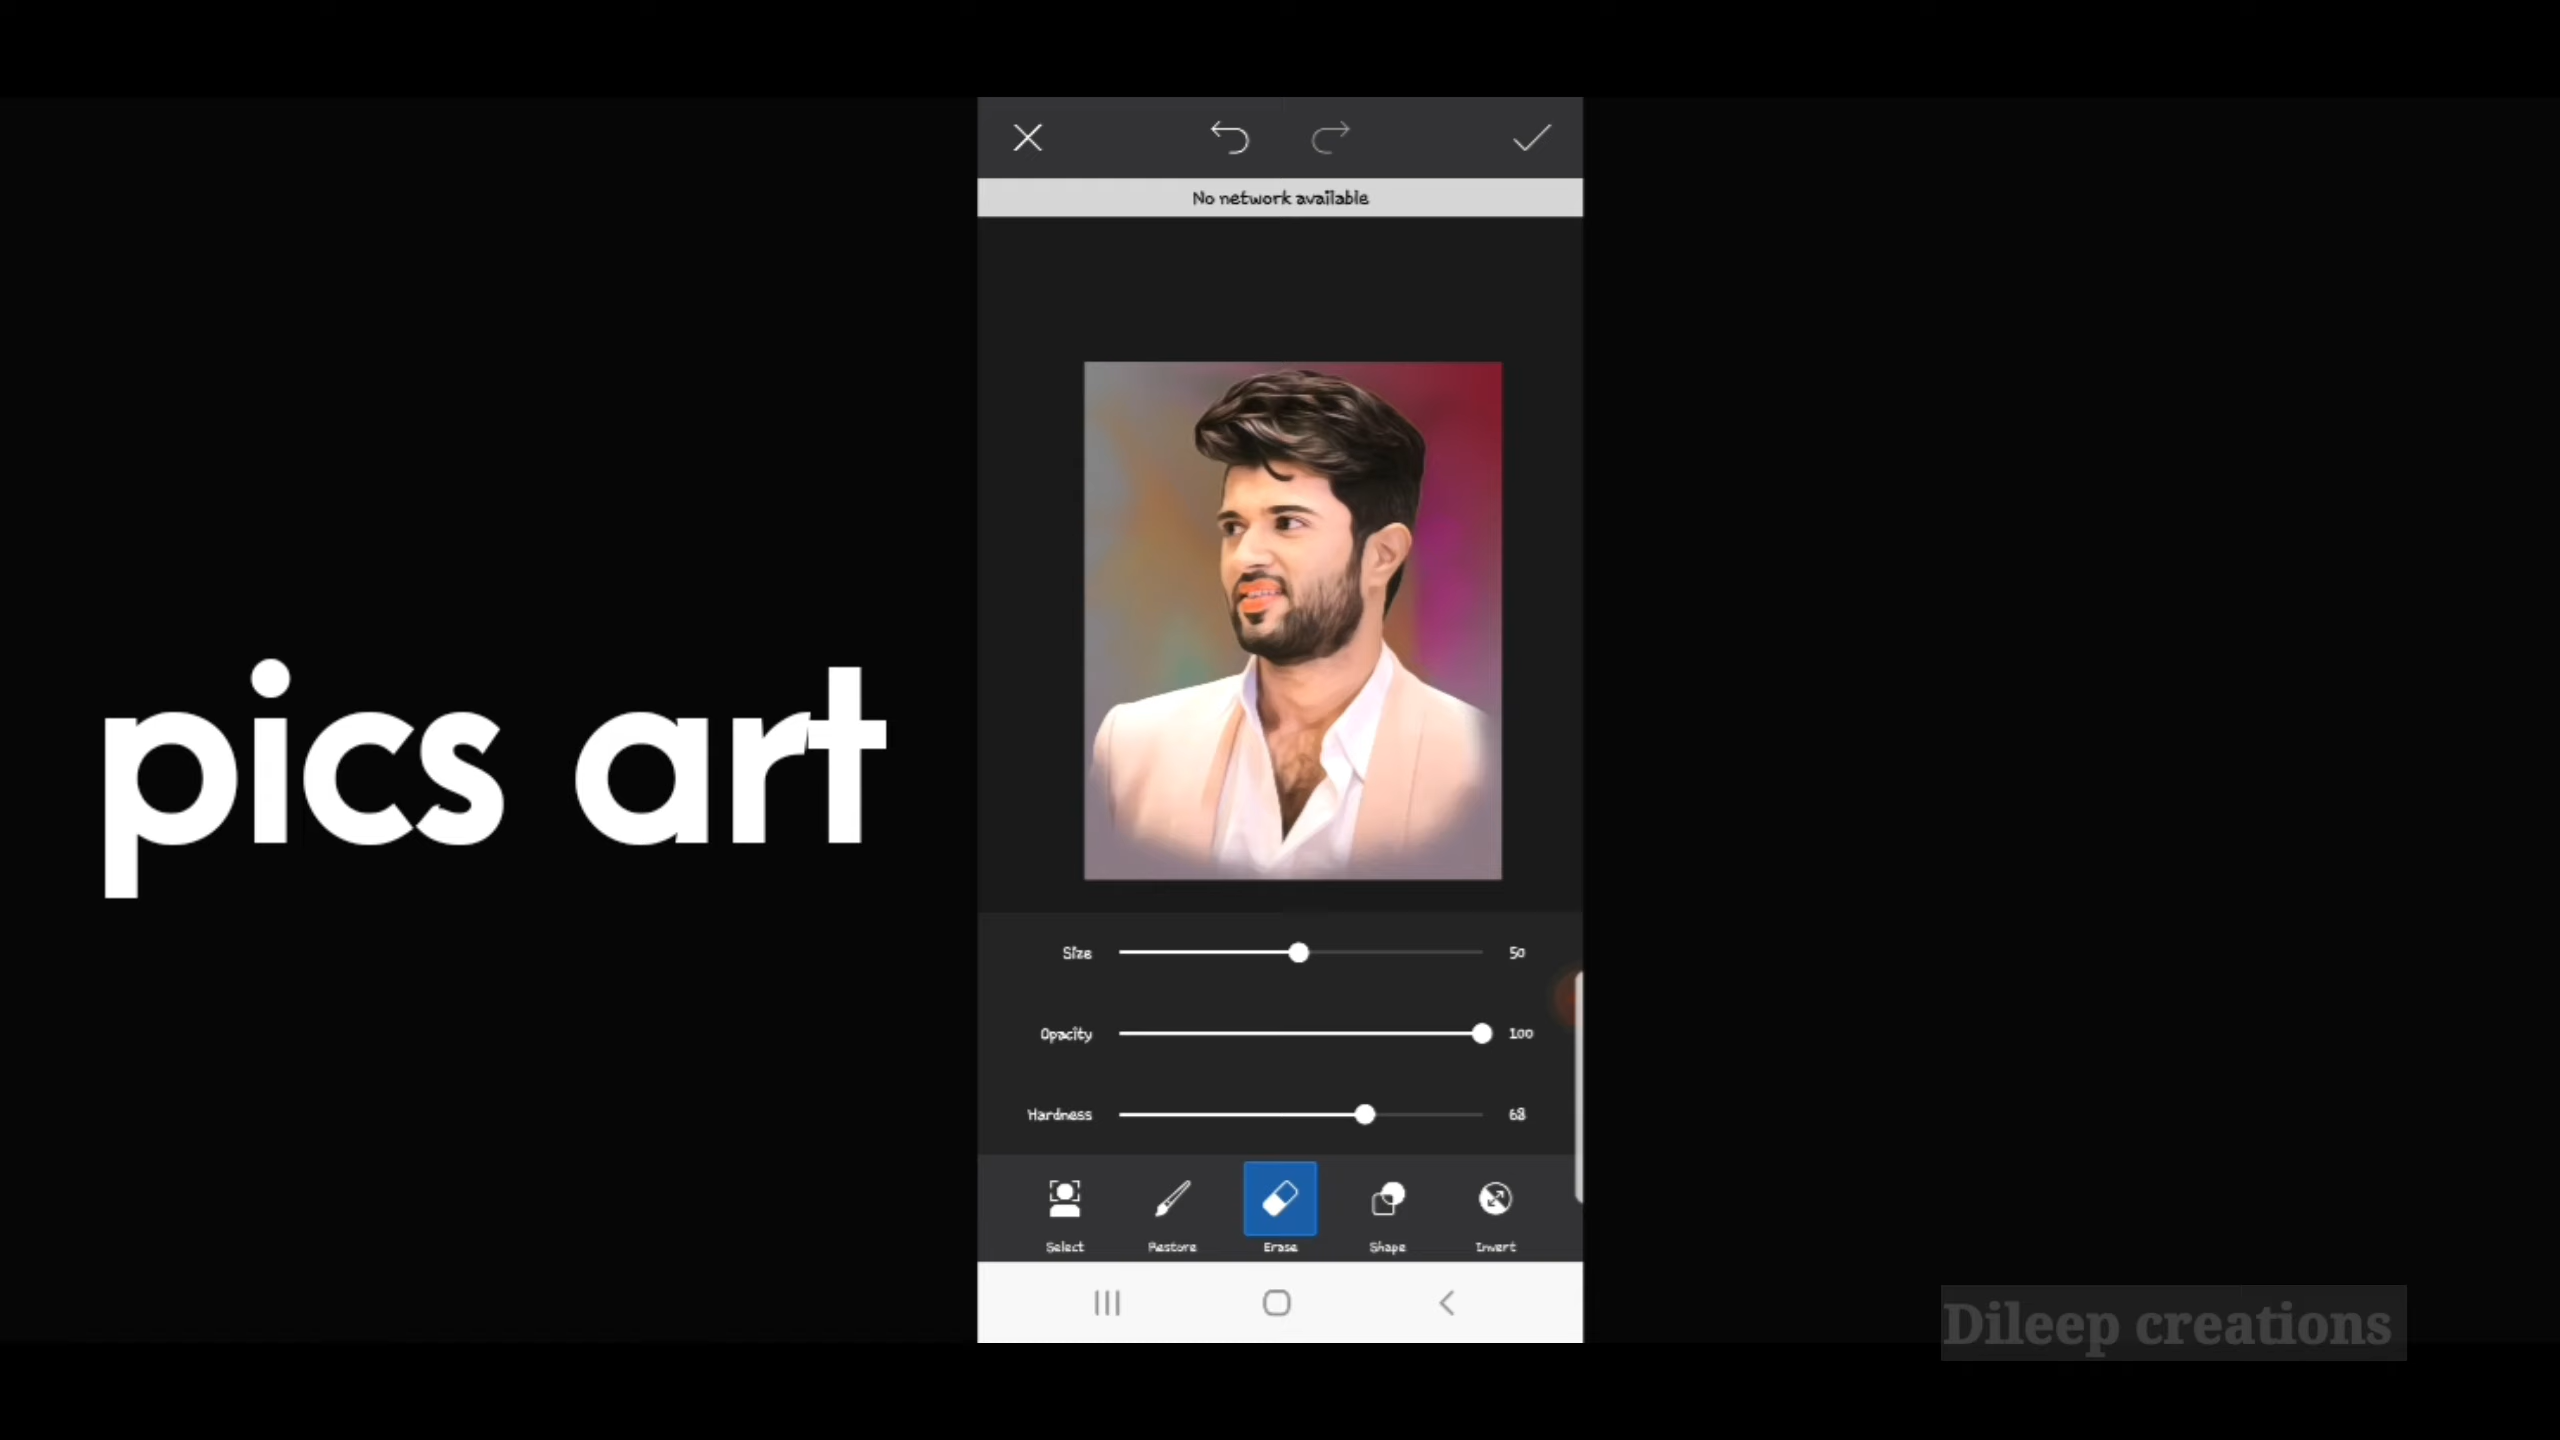 No network available
pics art
Size 50
Opacity 100
Hardness 68
Select Restore Erase Shape Invert
Dileep creations